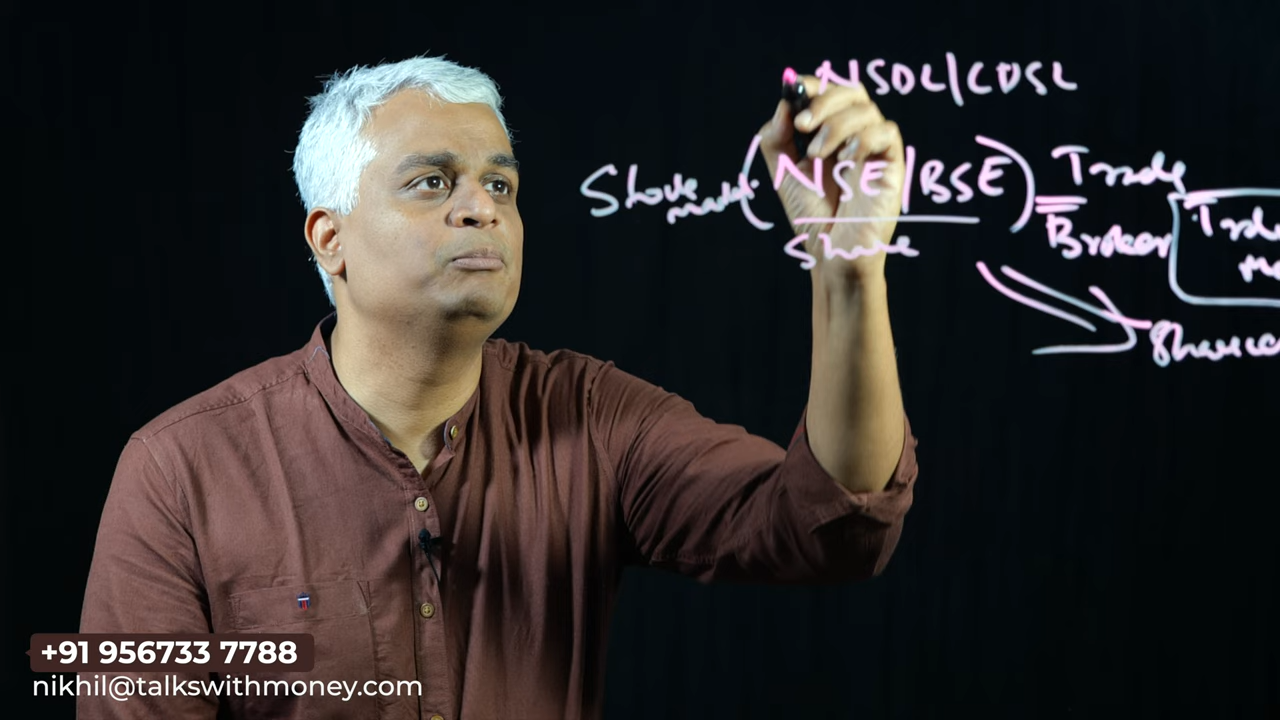 NSDL/CDSL
Share market (NSE/BSE) Trade
Share
Broker
+91 956733 7788
nikhil@talkswithmoney.com